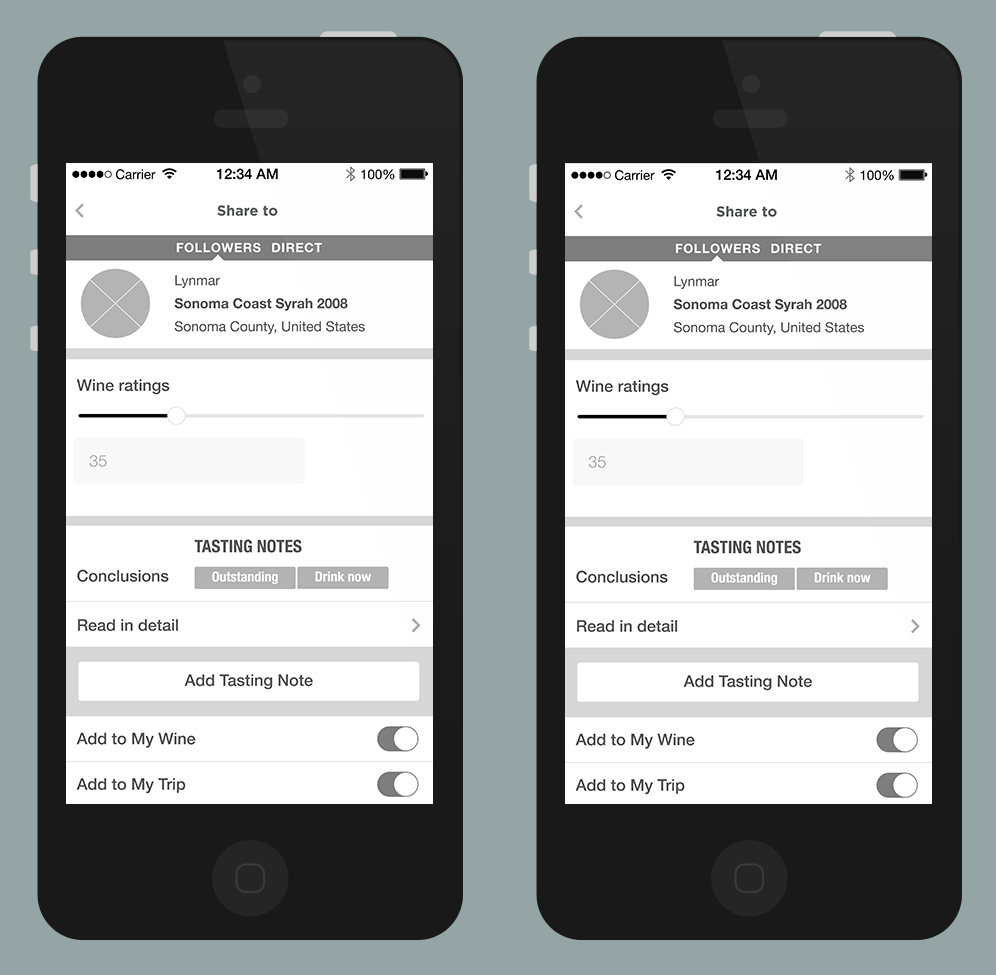 Carrier 12:34 AM 100%
Share to
FOLLOWERS DIRECT
Lynmar
Sonoma Coast Syrah 2008
Sonoma County, United States
Wine ratings
35
TASTING NOTES
Conclusions Outstanding Drink now
Read in detail
Add Tasting Note
Add to My Wine
Add to My Trip
Carrier 12:34 AM 100%
Share to
FOLLOWERS DIRECT
Lynmar
Sonoma Coast Syrah 2008
Sonoma County, United States
Wine ratings
35
TASTING NOTES
Conclusions Outstanding Drink now
Read in detail
Add Tasting Note
Add to My Wine
Add to My Trip